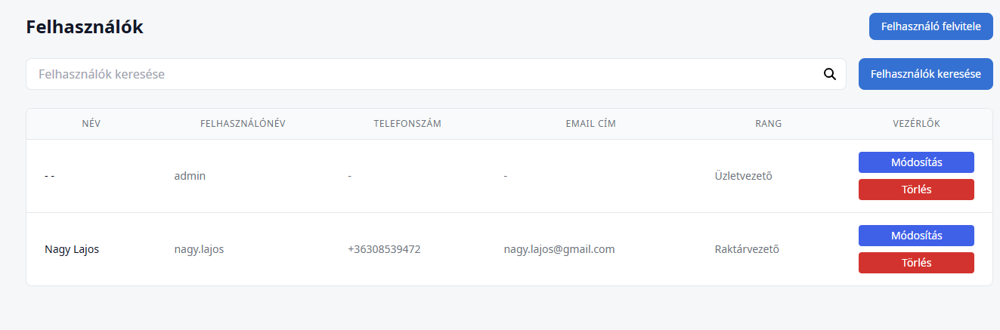 Felhasználók
Felhasználó felvitele
Felhasználók keresése
Felhasználók keresése
NÉV FELHASZNÁLÓNÉV TELEFONSZÁM EMAIL CÍM RANG VEZÉRLŐK
- - admin - - Üzletvezető
Módosítás
Törlés
Nagy Lajos nagy.lajos +36308539472 nagy.lajos@gmail.com Raktárvezető
Módosítás
Törlés